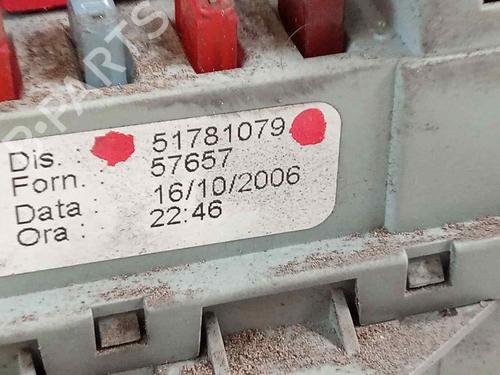 Dis. : 51781079
Forn. : 57657
Data : 16/10/2006
Ora : 22:46